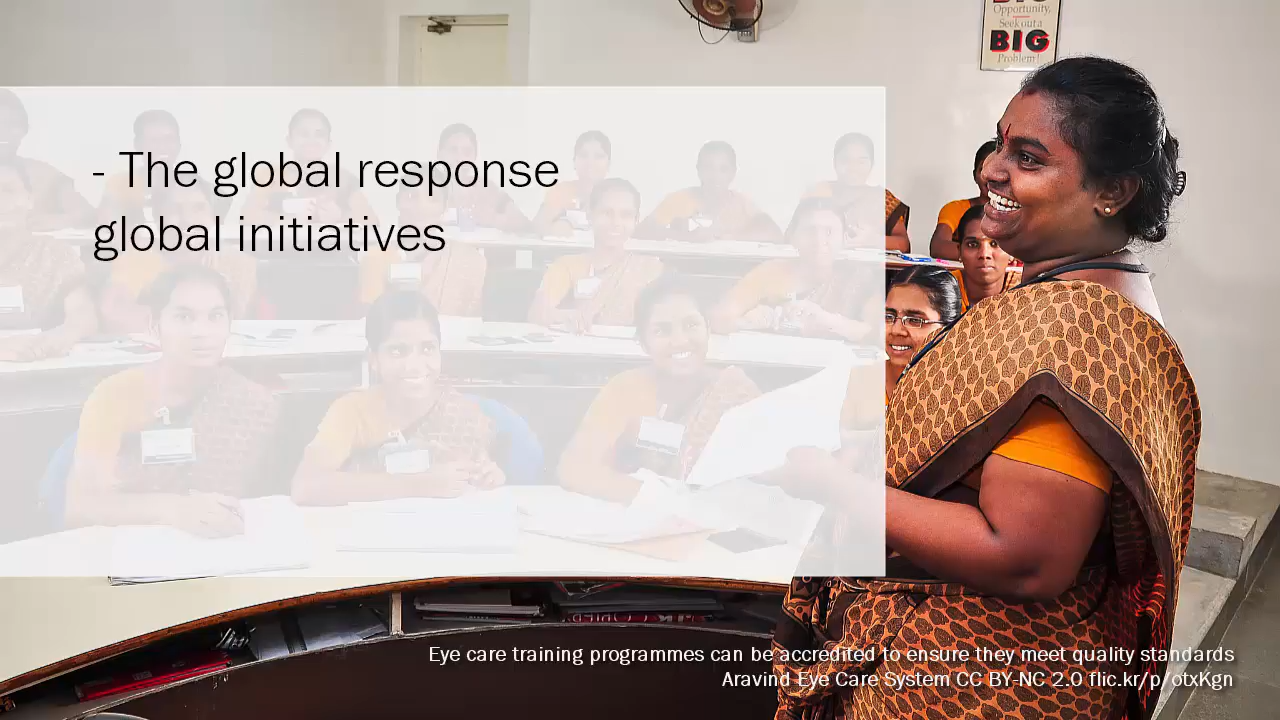 Opportunity,
Seek out a
BIG
Problem!
- The global response
global initiatives
Eye care training programmes can be accredited to ensure they meet quality standards
Aravind Eye Care System CC BY-NC 2.0 flic.kr/p/otxKgn